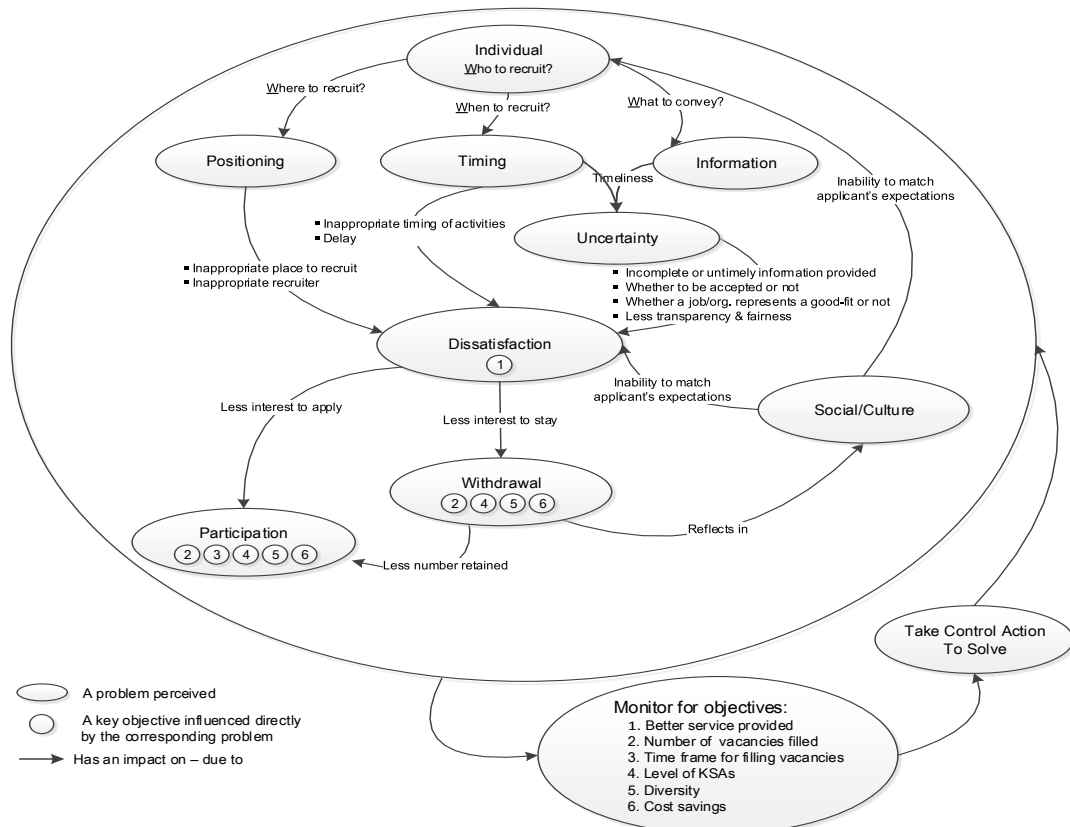 Individual
Who to recruit?
Where to recruit?
When to recruit?
What to convey?
Positioning
Timing
Information
Timeliness
Inability to match
applicant's expectations
▪ Inappropriate timing of activities
▪ Delay
Uncertainty
▪ Inappropriate place to recruit
▪ Inappropriate recruiter
▪ Incomplete or untimely information provided
▪ Whether to be accepted or not
▪ Whether a job/org. represents a good-fit or not
▪ Less transparency & fairness
Dissatisfaction
1
Inability to match
applicant's expectations
Less interest to apply
Less interest to stay
Social/Culture
Withdrawal
2 4 5 6
Participation
2 3 4 5 6
Reflects in
Less number retained
Take Control Action
To Solve
A problem perceived
A key objective influenced directly
by the corresponding problem
Has an impact on – due to
Monitor for objectives:
1. Better service provided
2. Number of vacancies filled
3. Time frame for filling vacancies
4. Level of KSAs
5. Diversity
6. Cost savings